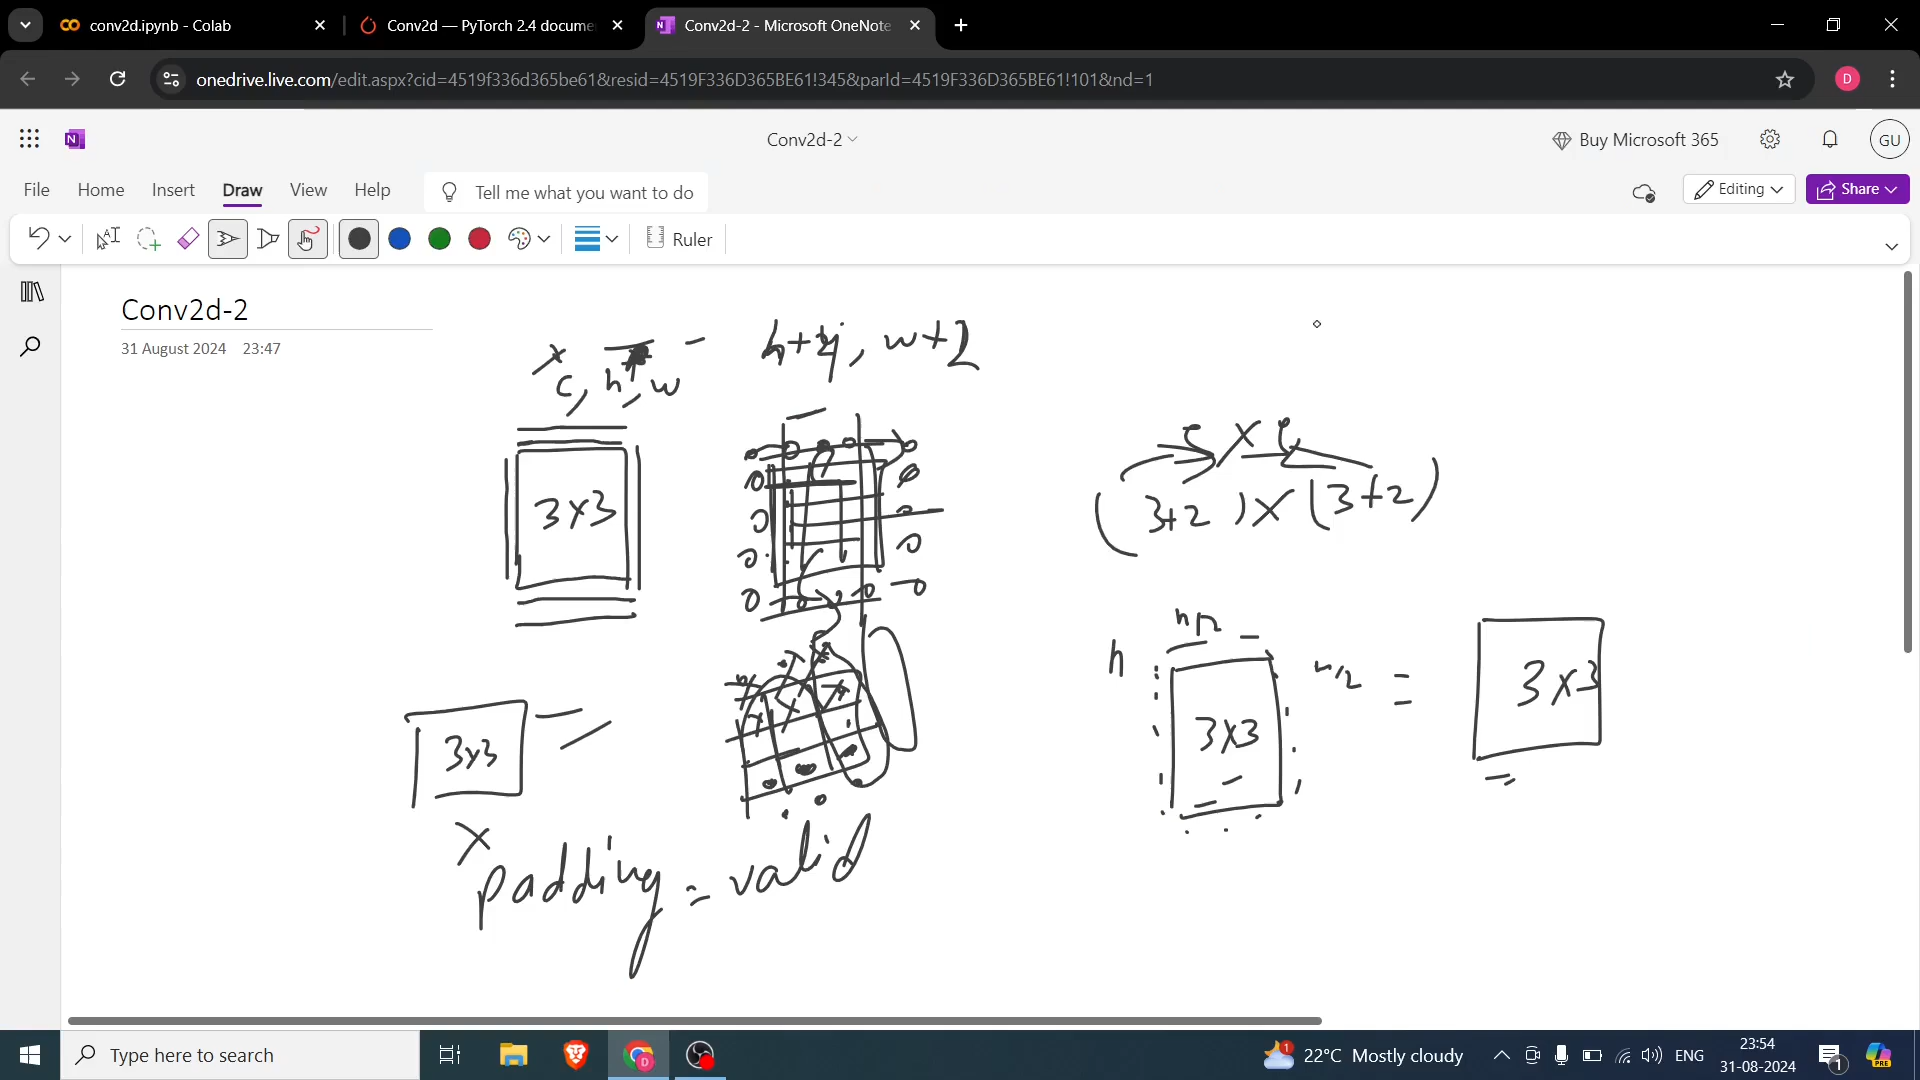 conv2d.ipynb - Colab
Conv2d — PyTorch 2.4 docume
Conv2d-2 - Microsoft OneNote
onedrive.live.com/edit.aspx?cid=4519f336d365be61&resid=4519F336D365BE61!345&parId=4519F336D365BE61!101&nd=1
D
N
Conv2d-2
Buy Microsoft 365
GU
File Home Insert Draw View Help
Tell me what you want to do
Editing
Share
Ruler
Conv2d-2
31 August 2024 23:47
c, h, w
, w+2
3x3
(3+2) x (3+2)
h
3x3
3x3
3x3
padding = valid
Type here to search
22°C Mostly cloudy
ENG
23:54
31-08-2024
1
PRE